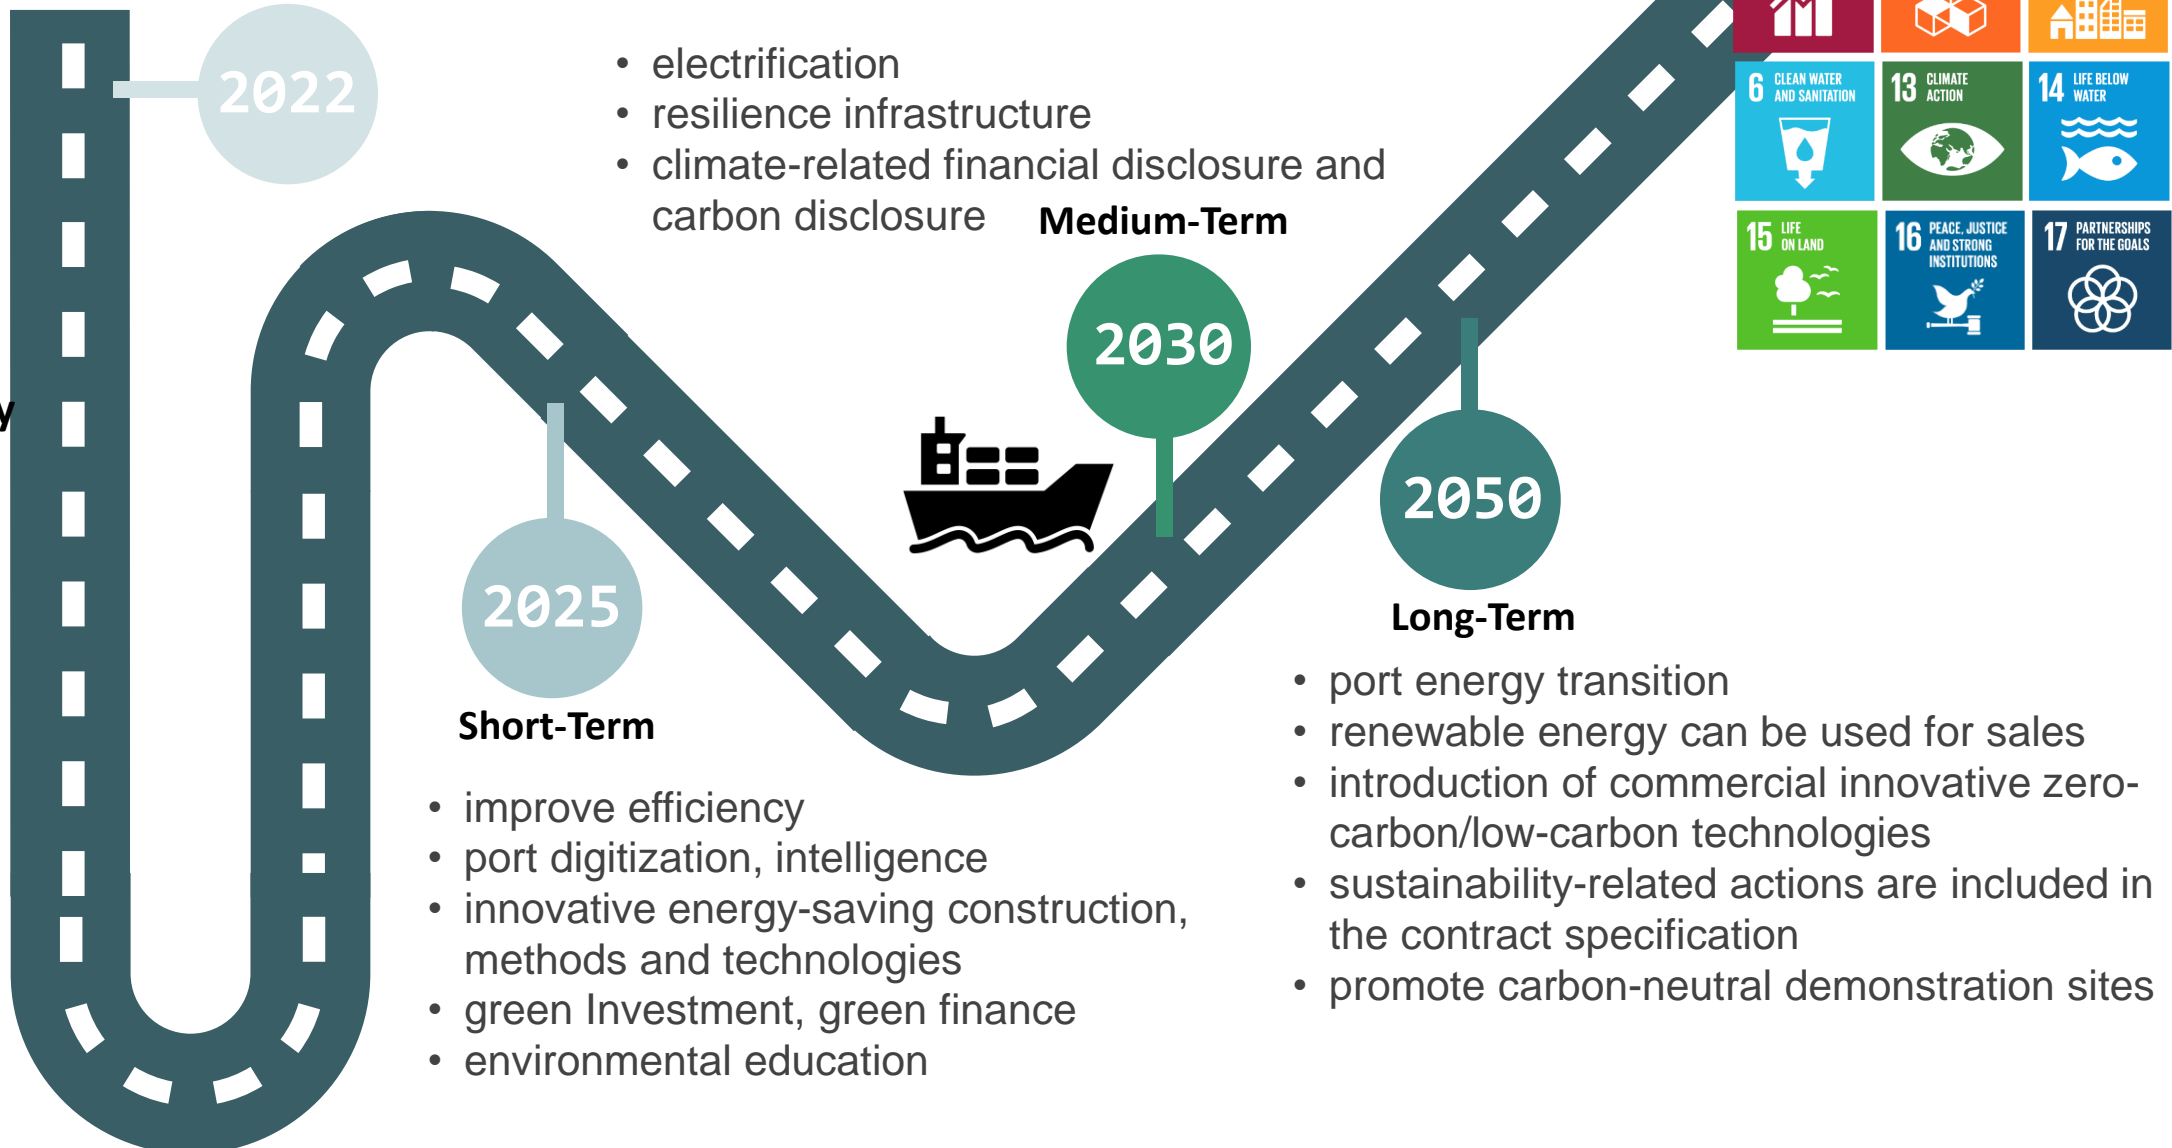 2022
• electrification
• resilience infrastructure
• climate-related financial disclosure and
carbon disclosure
Medium-Term
2030
6 CLEAN WATER
AND SANITATION
13 CLIMATE
ACTION
14 LIFE BELOW
WATER
15 LIFE
ON LAND
16 PEACE, JUSTICE
AND STRONG
INSTITUTIONS
17 PARTNERSHIPS
FOR THE GOALS
y
2025
Short-Term
• improve efficiency
• port digitization, intelligence
• innovative energy-saving construction,
methods and technologies
• green Investment, green finance
• environmental education
2050
Long-Term
• port energy transition
• renewable energy can be used for sales
• introduction of commercial innovative zero-
carbon/low-carbon technologies
• sustainability-related actions are included in
the contract specification
• promote carbon-neutral demonstration sites